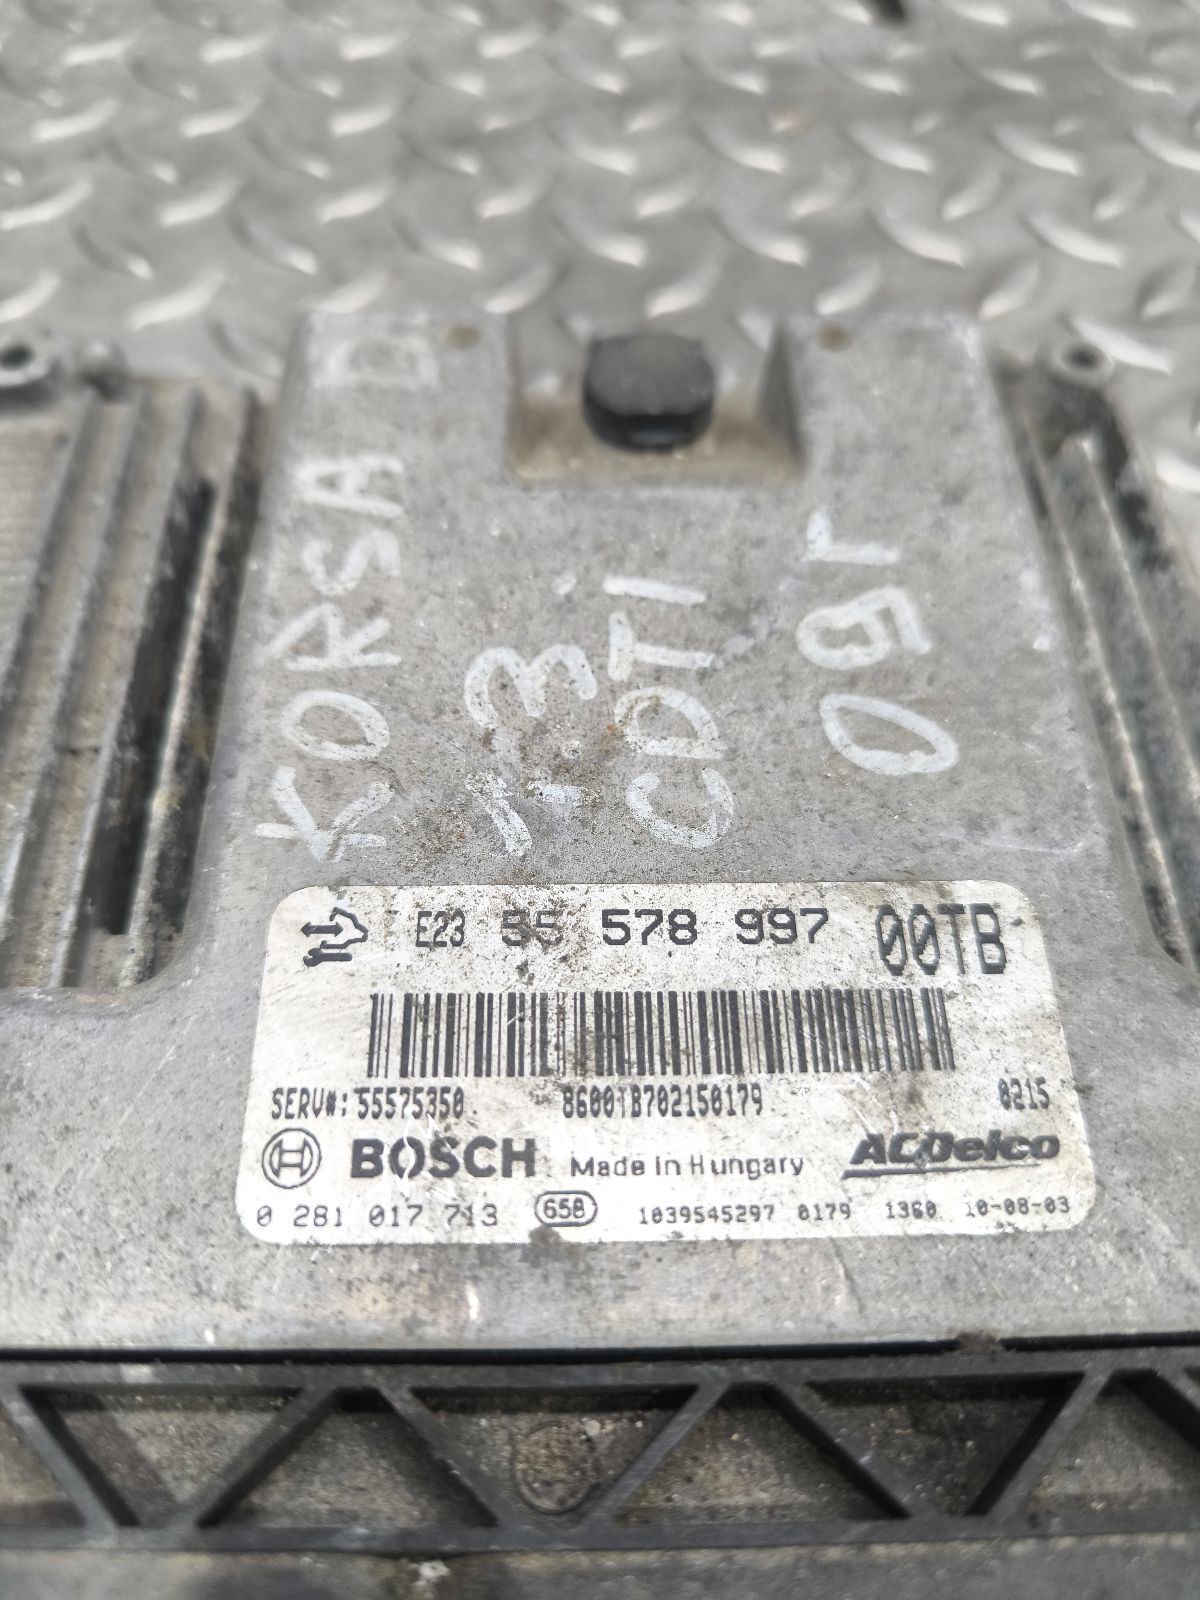 KORSA D
1.3
CDTI
09r
E23 55 578 997 00TB
SERV#: 55575350 8600TB702150179 0215
BOSCH Made in Hungary ACDelco
0 281 017 713 658 1039545297 0179 1360 10-08-03